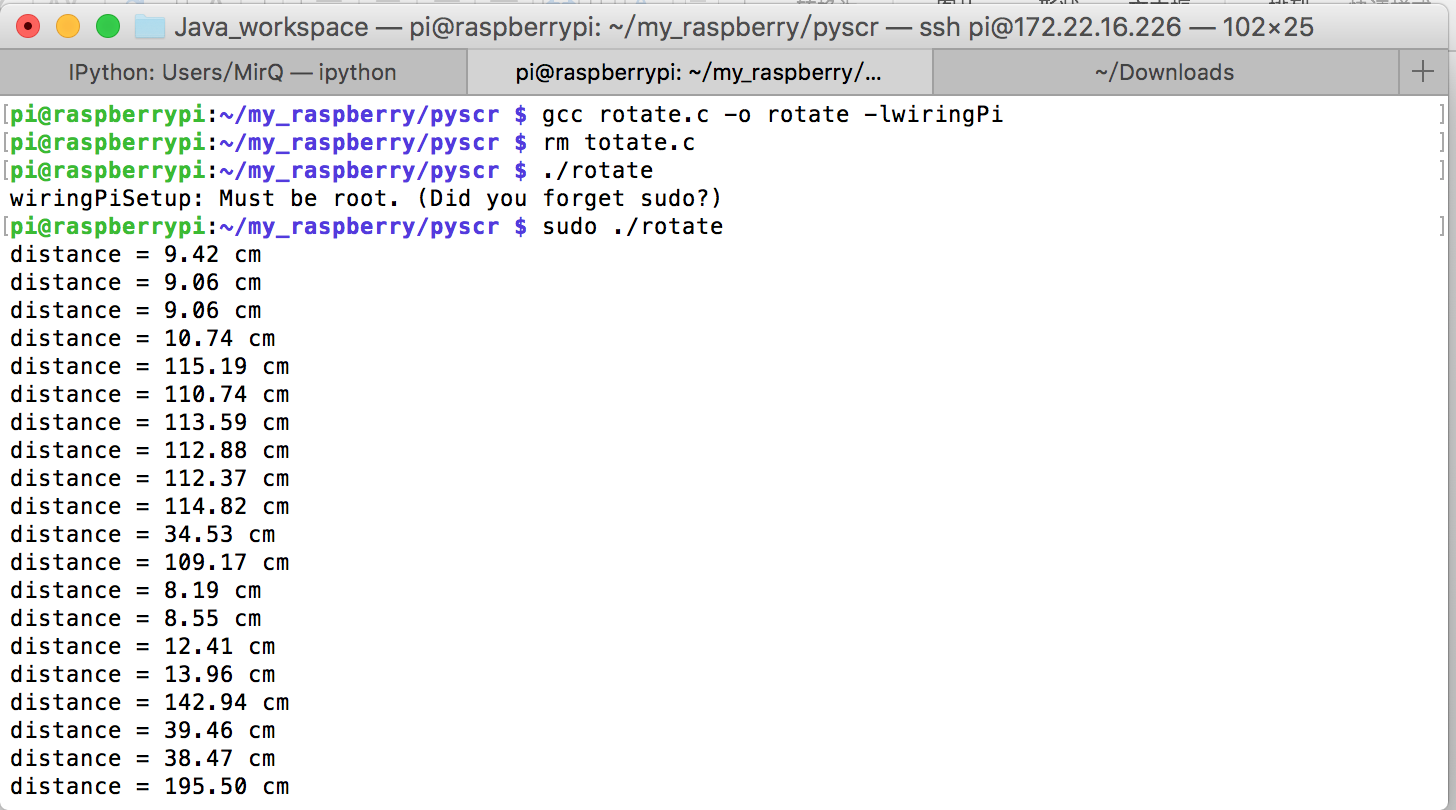 Java_workspace — pi@raspberrypi: ~/my_raspberry/pyscr — ssh pi@172.22.16.226 — 102×25
IPython: Users/MirQ — ipython
pi@raspberrypi: ~/my_raspberry/...
~/Downloads
[pi@raspberrypi:~/my_raspberry/pyscr $ gcc rotate.c -o rotate -lwiringPi ]
[pi@raspberrypi:~/my_raspberry/pyscr $ rm totate.c ]
[pi@raspberrypi:~/my_raspberry/pyscr $ ./rotate ]
wiringPiSetup: Must be root. (Did you forget sudo?)
[pi@raspberrypi:~/my_raspberry/pyscr $ sudo ./rotate ]
distance = 9.42 cm
distance = 9.06 cm
distance = 9.06 cm
distance = 10.74 cm
distance = 115.19 cm
distance = 110.74 cm
distance = 113.59 cm
distance = 112.88 cm
distance = 112.37 cm
distance = 114.82 cm
distance = 34.53 cm
distance = 109.17 cm
distance = 8.19 cm
distance = 8.55 cm
distance = 12.41 cm
distance = 13.96 cm
distance = 142.94 cm
distance = 39.46 cm
distance = 38.47 cm
distance = 195.50 cm